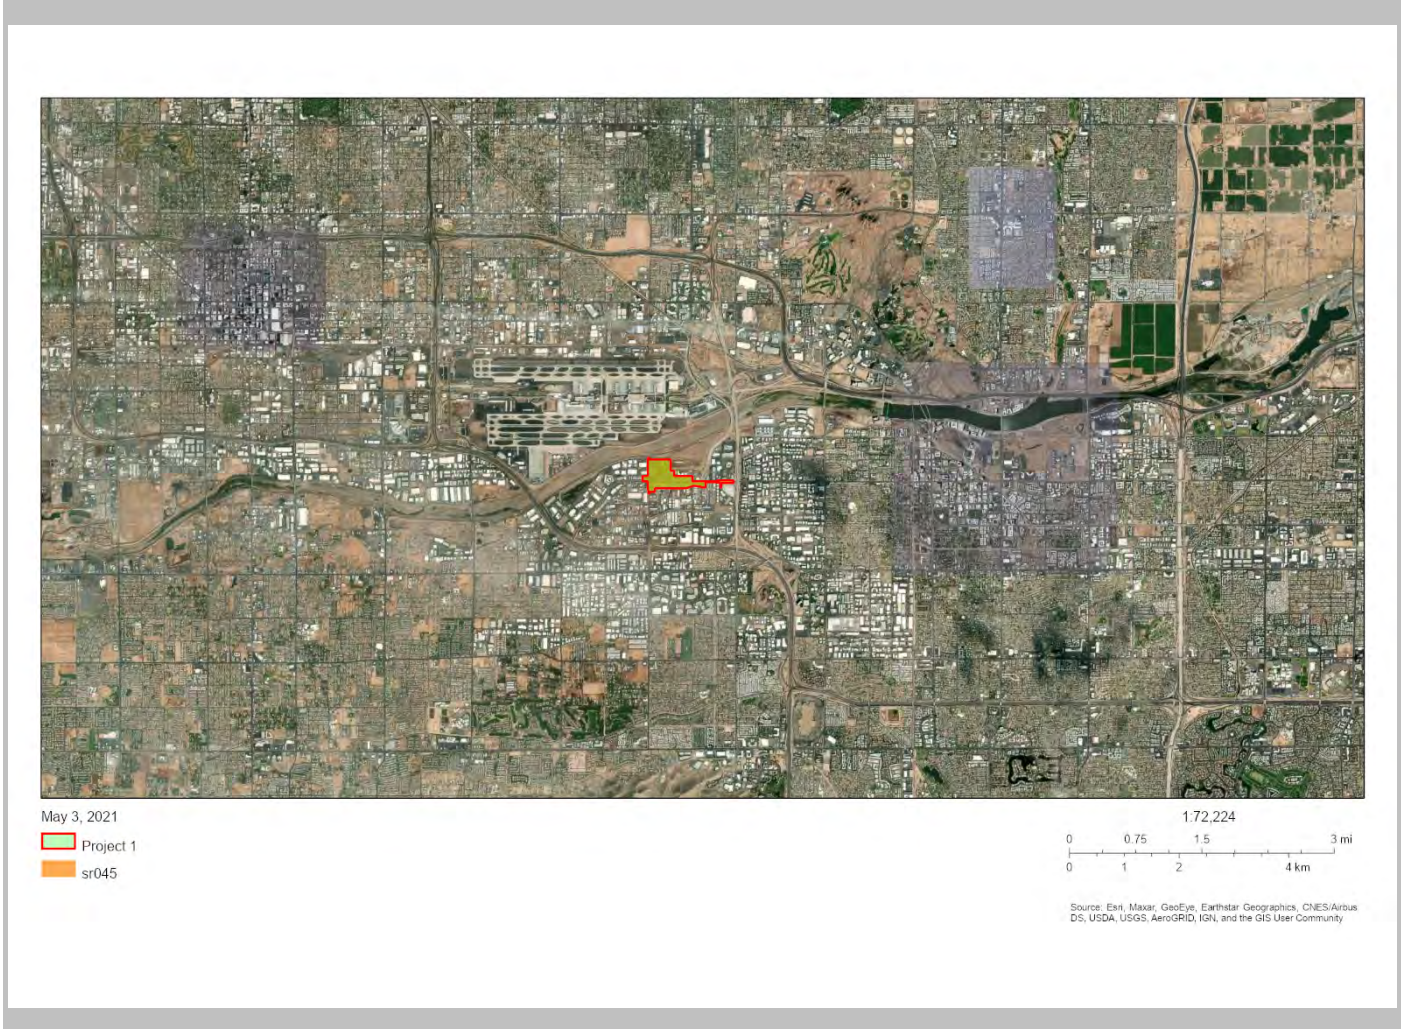 May 3, 2021
Project 1
sr045
1:72,224
0 0.75 1.5 3 mi
0 1 2 4 km
Source: Esri, Maxar, GeoEye, Earthstar Geographics, CNES/Airbus
DS, USDA, USGS, AeroGRID, IGN, and the GIS User Community